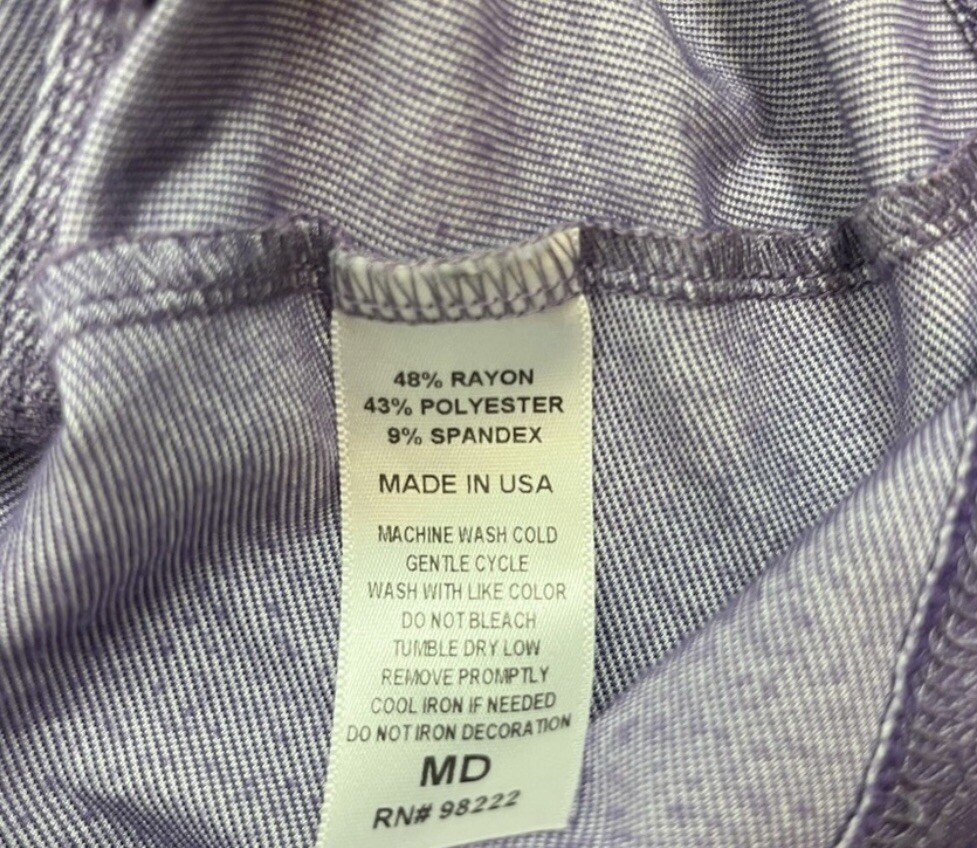 48% RAYON
43% POLYESTER
9% SPANDEX
MADE IN USA
MACHINE WASH COLD
GENTLE CYCLE
WASH WITH LIKE COLOR
DO NOT BLEACH
TUMBLE DRY LOW
REMOVE PROMPTLY
COOL IRON IF NEEDED
DO NOT IRON DECORATION
MD
RN# 98222